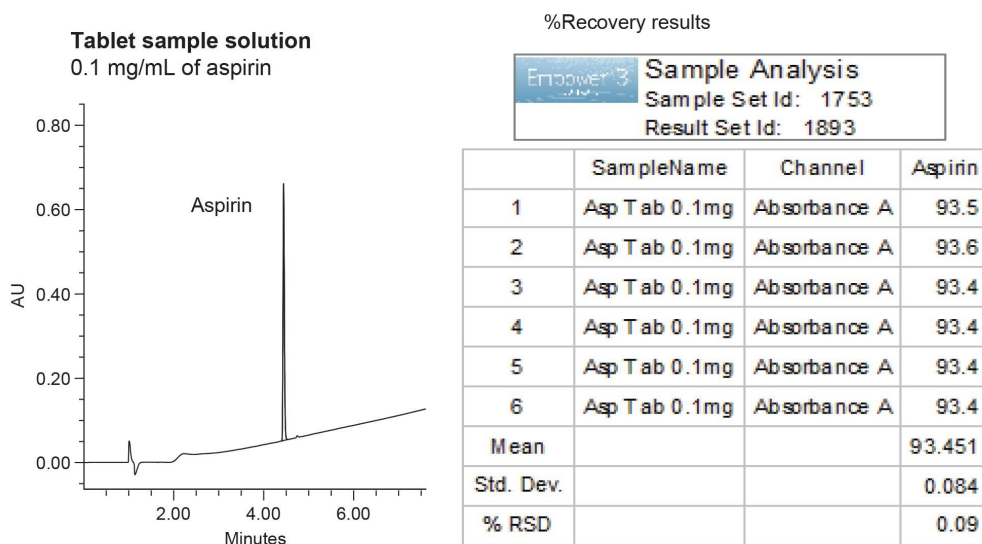 %Recovery results
Tablet sample solution
0.1 mg/mL of aspirin
0.80
0.60
0.40
0.20
0.00
AU
Aspirin
2.00 4.00 6.00
Minutes
Empower 3
Sample Analysis
Sample Set Id: 1753
Result Set Id: 1893
SampleName Channel Aspirin
1 Asp Tab 0.1mg Absorbance A 93.5
2 Asp Tab 0.1mg Absorbance A 93.6
3 Asp Tab 0.1mg Absorbance A 93.4
4 Asp Tab 0.1mg Absorbance A 93.4
5 Asp Tab 0.1mg Absorbance A 93.4
6 Asp Tab 0.1mg Absorbance A 93.4
Mean 93.451
Std. Dev. 0.084
% RSD 0.09